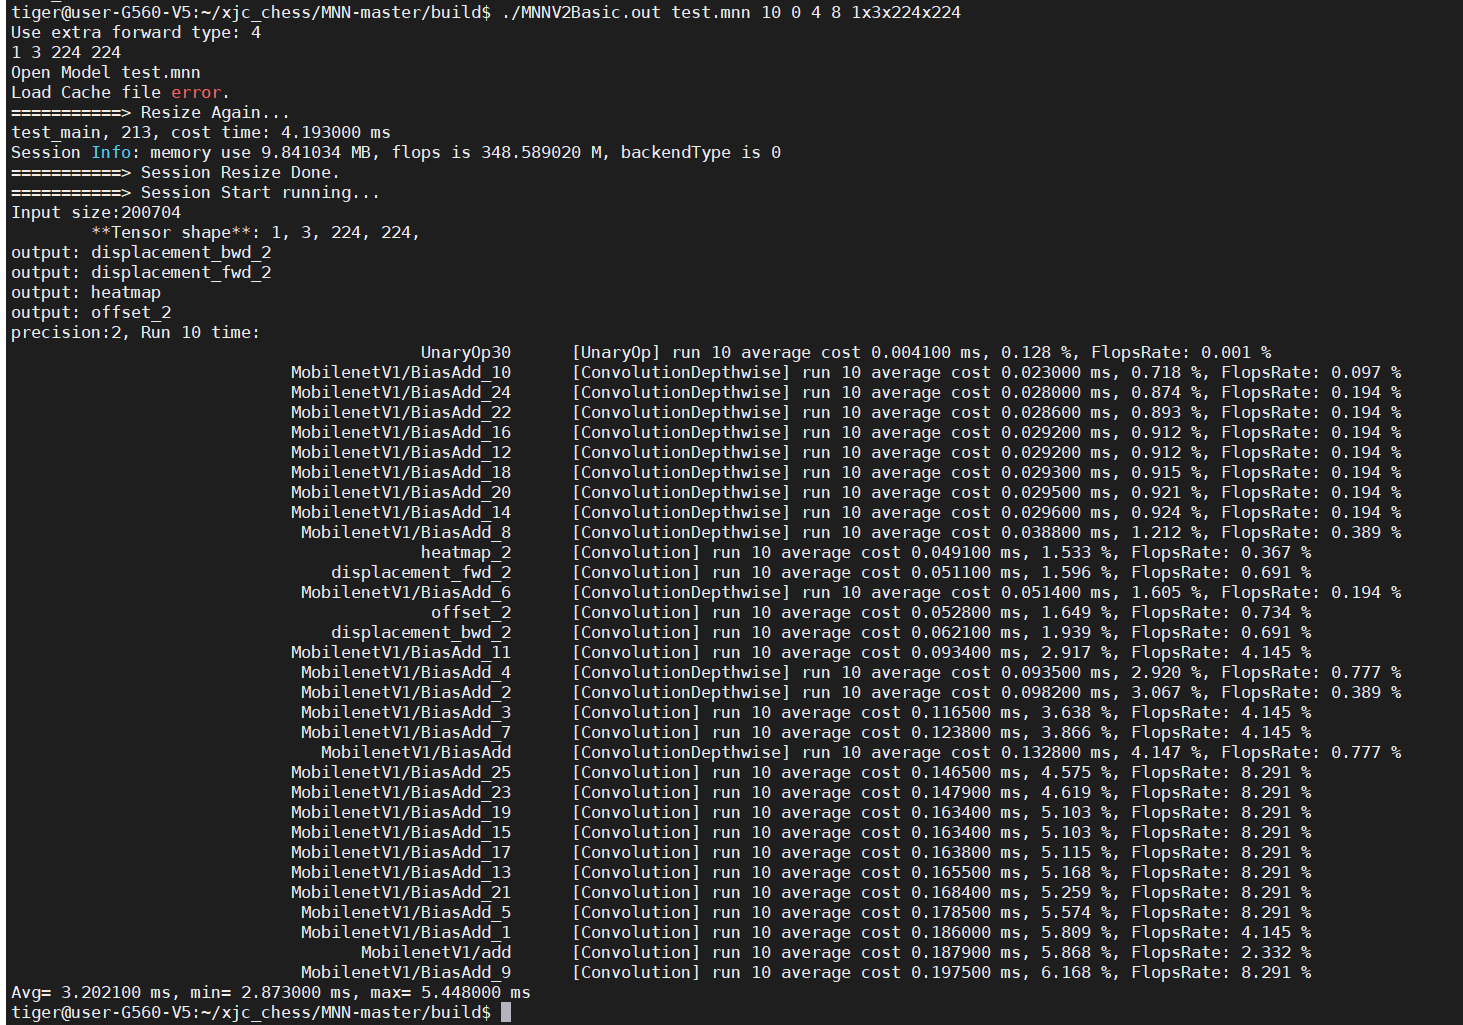 tiger@user-G560-V5:~/xjc_chess/MNN-master/build$ ./MNNV2Basic.out test.mnn 10 0 4 8 1x3x224x224
Use extra forward type: 4
1 3 224 224
Open Model test.mnn
Load Cache file error.
===========> Resize Again...
test_main, 213, cost time: 4.193000 ms
Session Info: memory use 9.841034 MB, flops is 348.589020 M, backendType is 0
===========> Session Resize Done.
===========> Session Start running...
Input size:200704
**Tensor shape**: 1, 3, 224, 224,
output: displacement_bwd_2
output: displacement_fwd_2
output: heatmap
output: offset_2
precision:2, Run 10 time:
UnaryOp30 [UnaryOp] run 10 average cost 0.004100 ms, 0.128 %, FlopsRate: 0.001 %
MobilenetV1/BiasAdd_10 [ConvolutionDepthwise] run 10 average cost 0.023000 ms, 0.718 %, FlopsRate: 0.097 %
MobilenetV1/BiasAdd_24 [ConvolutionDepthwise] run 10 average cost 0.028000 ms, 0.874 %, FlopsRate: 0.194 %
MobilenetV1/BiasAdd_22 [ConvolutionDepthwise] run 10 average cost 0.028600 ms, 0.893 %, FlopsRate: 0.194 %
MobilenetV1/BiasAdd_16 [ConvolutionDepthwise] run 10 average cost 0.029200 ms, 0.912 %, FlopsRate: 0.194 %
MobilenetV1/BiasAdd_12 [ConvolutionDepthwise] run 10 average cost 0.029200 ms, 0.912 %, FlopsRate: 0.194 %
MobilenetV1/BiasAdd_18 [ConvolutionDepthwise] run 10 average cost 0.029300 ms, 0.915 %, FlopsRate: 0.194 %
MobilenetV1/BiasAdd_20 [ConvolutionDepthwise] run 10 average cost 0.029500 ms, 0.921 %, FlopsRate: 0.194 %
MobilenetV1/BiasAdd_14 [ConvolutionDepthwise] run 10 average cost 0.029600 ms, 0.924 %, FlopsRate: 0.194 %
MobilenetV1/BiasAdd_8 [ConvolutionDepthwise] run 10 average cost 0.038800 ms, 1.212 %, FlopsRate: 0.389 %
heatmap_2 [Convolution] run 10 average cost 0.049100 ms, 1.533 %, FlopsRate: 0.367 %
displacement_fwd_2 [Convolution] run 10 average cost 0.051100 ms, 1.596 %, FlopsRate: 0.691 %
MobilenetV1/BiasAdd_6 [ConvolutionDepthwise] run 10 average cost 0.051400 ms, 1.605 %, FlopsRate: 0.194 %
offset_2 [Convolution] run 10 average cost 0.052800 ms, 1.649 %, FlopsRate: 0.734 %
displacement_bwd_2 [Convolution] run 10 average cost 0.062100 ms, 1.939 %, FlopsRate: 0.691 %
MobilenetV1/BiasAdd_11 [Convolution] run 10 average cost 0.093400 ms, 2.917 %, FlopsRate: 4.145 %
MobilenetV1/BiasAdd_4 [ConvolutionDepthwise] run 10 average cost 0.093500 ms, 2.920 %, FlopsRate: 0.777 %
MobilenetV1/BiasAdd_2 [ConvolutionDepthwise] run 10 average cost 0.098200 ms, 3.067 %, FlopsRate: 0.389 %
MobilenetV1/BiasAdd_3 [Convolution] run 10 average cost 0.116500 ms, 3.638 %, FlopsRate: 4.145 %
MobilenetV1/BiasAdd_7 [Convolution] run 10 average cost 0.123800 ms, 3.866 %, FlopsRate: 4.145 %
MobilenetV1/BiasAdd [ConvolutionDepthwise] run 10 average cost 0.132800 ms, 4.147 %, FlopsRate: 0.777 %
MobilenetV1/BiasAdd_25 [Convolution] run 10 average cost 0.146500 ms, 4.575 %, FlopsRate: 8.291 %
MobilenetV1/BiasAdd_23 [Convolution] run 10 average cost 0.147900 ms, 4.619 %, FlopsRate: 8.291 %
MobilenetV1/BiasAdd_19 [Convolution] run 10 average cost 0.163400 ms, 5.103 %, FlopsRate: 8.291 %
MobilenetV1/BiasAdd_15 [Convolution] run 10 average cost 0.163400 ms, 5.103 %, FlopsRate: 8.291 %
MobilenetV1/BiasAdd_17 [Convolution] run 10 average cost 0.163800 ms, 5.115 %, FlopsRate: 8.291 %
MobilenetV1/BiasAdd_13 [Convolution] run 10 average cost 0.165500 ms, 5.168 %, FlopsRate: 8.291 %
MobilenetV1/BiasAdd_21 [Convolution] run 10 average cost 0.168400 ms, 5.259 %, FlopsRate: 8.291 %
MobilenetV1/BiasAdd_5 [Convolution] run 10 average cost 0.178500 ms, 5.574 %, FlopsRate: 8.291 %
MobilenetV1/BiasAdd_1 [Convolution] run 10 average cost 0.186000 ms, 5.809 %, FlopsRate: 4.145 %
MobilenetV1/add [Convolution] run 10 average cost 0.187900 ms, 5.868 %, FlopsRate: 2.332 %
MobilenetV1/BiasAdd_9 [Convolution] run 10 average cost 0.197500 ms, 6.168 %, FlopsRate: 8.291 %
Avg= 3.202100 ms, min= 2.873000 ms, max= 5.448000 ms
tiger@user-G560-V5:~/xjc_chess/MNN-master/build$